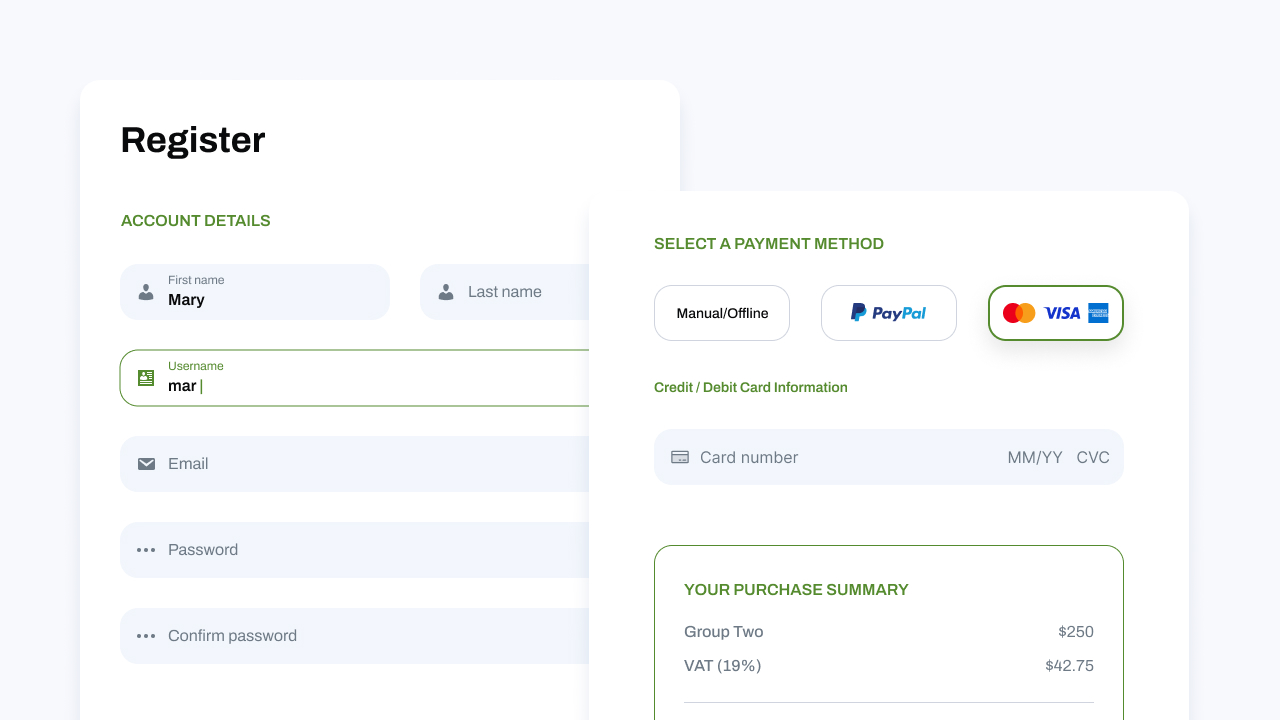 Register
ACCOUNT DETAILS
First name
Mary
Last name
Username
mar |
Email
Password
Confirm password
SELECT A PAYMENT METHOD
Manual/Offline
PayPal
VISA
Credit / Debit Card Information
Card number MM/YY CVC
YOUR PURCHASE SUMMARY
Group Two $250
VAT (19%) $42.75